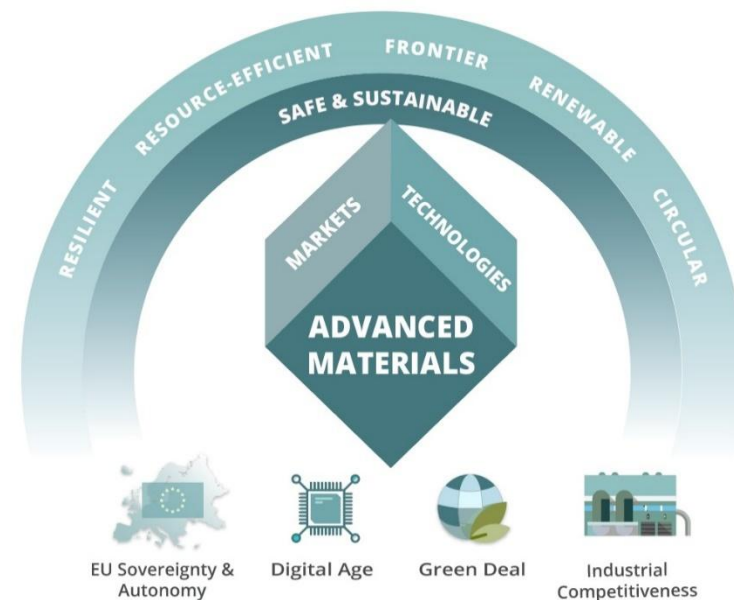 RESILIENT
RESOURCE-EFFICIENT
FRONTIER
RENEWABLE
CIRCULAR
SAFE & SUSTAINABLE
MARKETS
TECHNOLOGIES
ADVANCED
MATERIALS
EU Sovereignty &
Autonomy
Digital Age
Green Deal
Industrial
Competitiveness